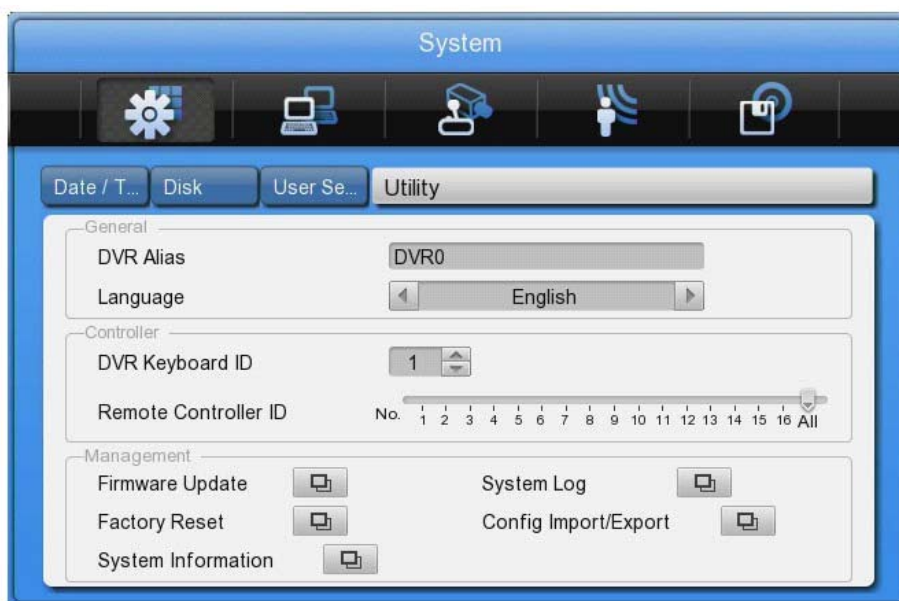 System
Date / T... Disk User Se... Utility
General
DVR Alias DVR0
Language English
Controller
DVR Keyboard ID 1
Remote Controller ID No. 1 2 3 4 5 6 7 8 9 10 11 12 13 14 15 16 All
Management
Firmware Update System Log
Factory Reset Config Import/Export
System Information